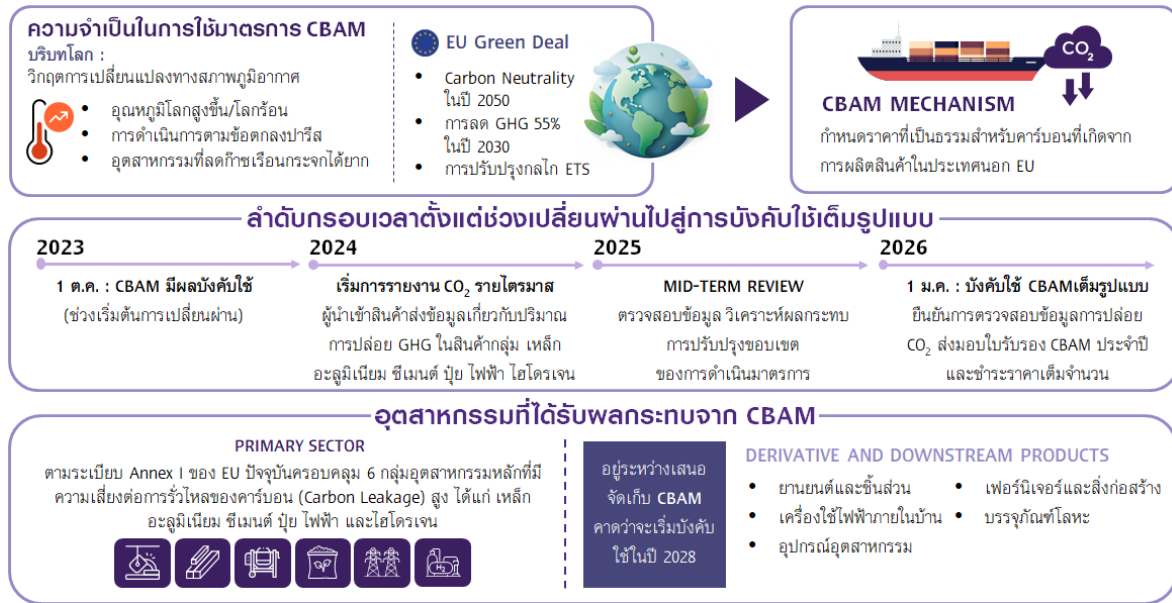 ความจำเป็นในการใช้มาตรการ CBAM
บริบทโลก :
วิกฤตการเปลี่ยนแปลงทางสภาพภูมิอากาศ
• อุณหภูมิโลกสูงขึ้น/โลกร้อน
• การดำเนินการตามข้อตกลงปารีส
• อุตสาหกรรมที่ลดก๊าซเรือนกระจกได้ยาก
EU Green Deal
• Carbon Neutrality
ในปี 2050
• การลด GHG 55%
ในปี 2030
• การปรับปรุงกลไก ETS
CO₂
CBAM MECHANISM
กำหนดราคาที่เป็นธรรมสำหรับคาร์บอนที่เกิดจาก
การผลิตสินค้าในประเทศนอก EU
ลำดับกรอบเวลาตั้งแต่ช่วงเปลี่ยนผ่านไปสู่การบังคับใช้เต็มรูปแบบ
2023
1 ต.ค. : CBAM มีผลบังคับใช้
(ช่วงเริ่มต้นการเปลี่ยนผ่าน)
2024
เริ่มการรายงาน CO₂ รายไตรมาส
ผู้นำเข้าสินค้าส่งข้อมูลเกี่ยวกับปริมาณ
การปล่อย GHG ในสินค้ากลุ่ม เหล็ก
อะลูมิเนียม ซีเมนต์ ปุ๋ย ไฟฟ้า ไฮโดรเจน
2025
MID-TERM REVIEW
ตรวจสอบข้อมูล วิเคราะห์ผลกระทบ
การปรับปรุงขอบเขต
ของการดำเนินมาตรการ
2026
1 ม.ค. : บังคับใช้ CBAMเต็มรูปแบบ
ยืนยันการตรวจสอบข้อมูลการปล่อย
CO₂ ส่งมอบใบรับรอง CBAM ประจำปี
และชำระราคาเต็มจำนวน
อุตสาหกรรมที่ได้รับผลกระทบจาก CBAM
PRIMARY SECTOR
ตามระเบียบ Annex I ของ EU ปัจจุบันครอบคลุม 6 กลุ่มอุตสาหกรรมหลักที่มี
ความเสี่ยงต่อการรั่วไหลของคาร์บอน (Carbon Leakage) สูง ได้แก่ เหล็ก
อะลูมิเนียม ซีเมนต์ ปุ๋ย ไฟฟ้า และไฮโดรเจน
H₂
อยู่ระหว่างเสนอ
จัดเก็บ CBAM
คาดว่าจะเริ่มบังคับ
ใช้ในปี 2028
DERIVATIVE AND DOWNSTREAM PRODUCTS
• ยานยนต์และชิ้นส่วน
• เครื่องใช้ไฟฟ้าภายในบ้าน
• อุปกรณ์อุตสาหกรรม
• เฟอร์นิเจอร์และสิ่งก่อสร้าง
• บรรจุภัณฑ์โลหะ